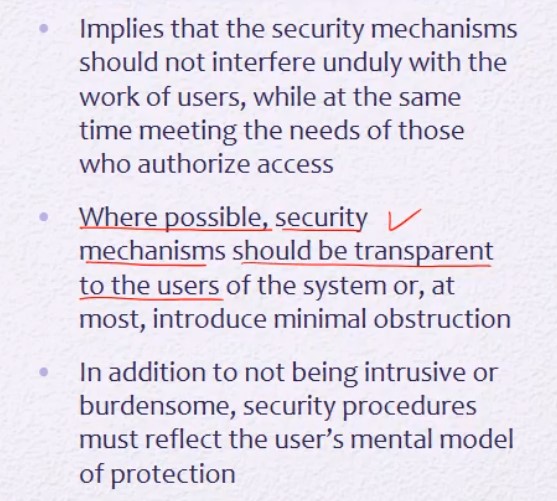 • Implies that the security mechanisms
should not interfere unduly with the
work of users, while at the same
time meeting the needs of those
who authorize access
• Where possible, security
mechanisms should be transparent
to the users of the system or, at
most, introduce minimal obstruction
• In addition to not being intrusive or
burdensome, security procedures
must reflect the user’s mental model
of protection